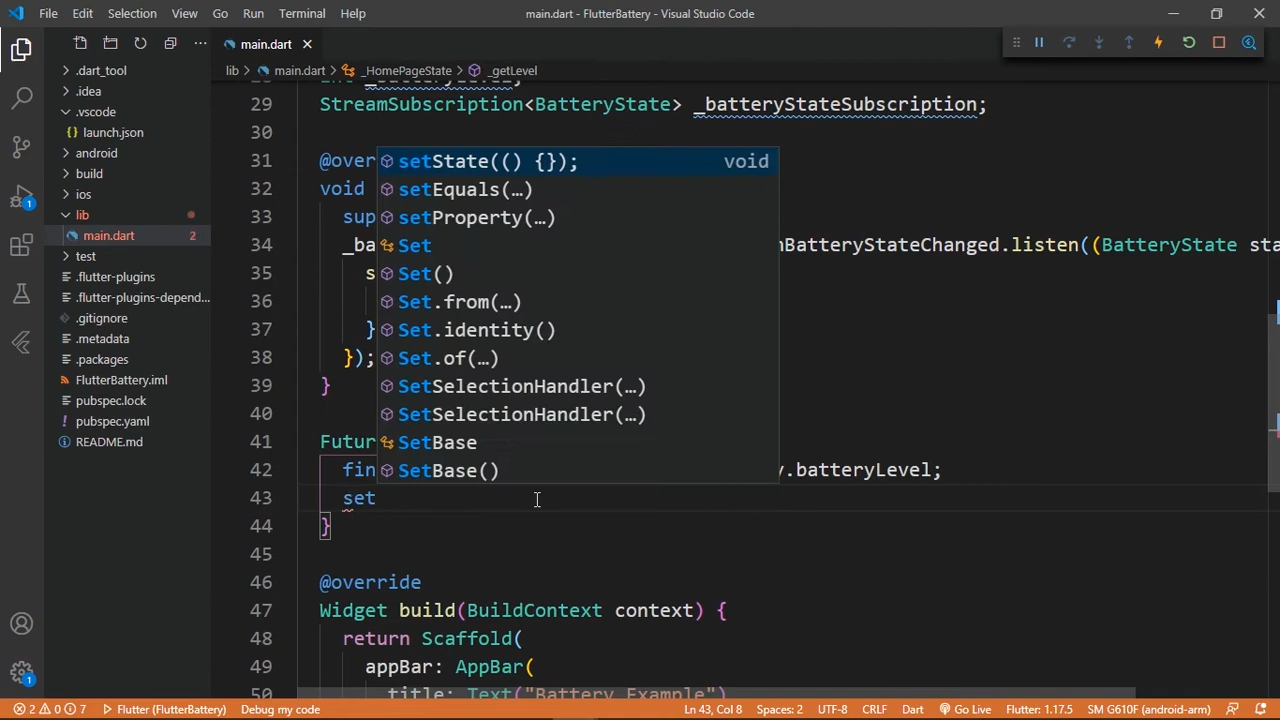 File Edit Selection View Go Run Terminal Help main.dart - FlutterBattery - Visual Studio Code
main.dart
lib > main.dart > _HomePageState > _getLevel
.dart_tool
.idea
.vscode
launch.json
android
build
ios
lib
main.dart 2
test
.flutter-plugins
.flutter-plugins-depend...
.gitignore
.metadata
.packages
FlutterBattery.iml
pubspec.lock
pubspec.yaml
README.md
1
1
29 StreamSubscription<BatteryState> _batteryStateSubscription;
30
31 @over
32 void
33 sup
34 _ba nBatteryStateChanged.listen((BatteryState sta
35 s
36
37 }
38 });
39 }
40
41 Futur
42 fin y.batteryLevel;
43 set
44 }
45
46 @override
47 Widget build(BuildContext context) {
48 return Scaffold(
49 appBar: AppBar(
50 title: Text("Battery Example")
setState(() {}); void
setEquals(…)
setProperty(…)
Set
Set()
Set.from(…)
Set.identity()
Set.of(…)
SetSelectionHandler(…)
SetSelectionHandler(…)
SetBase
SetBase()
2 0 7 Flutter (FlutterBattery) Debug my code Ln 43, Col 8 Spaces: 2 UTF-8 CRLF Dart Go Live Flutter: 1.17.5 SM G610F (android-arm)